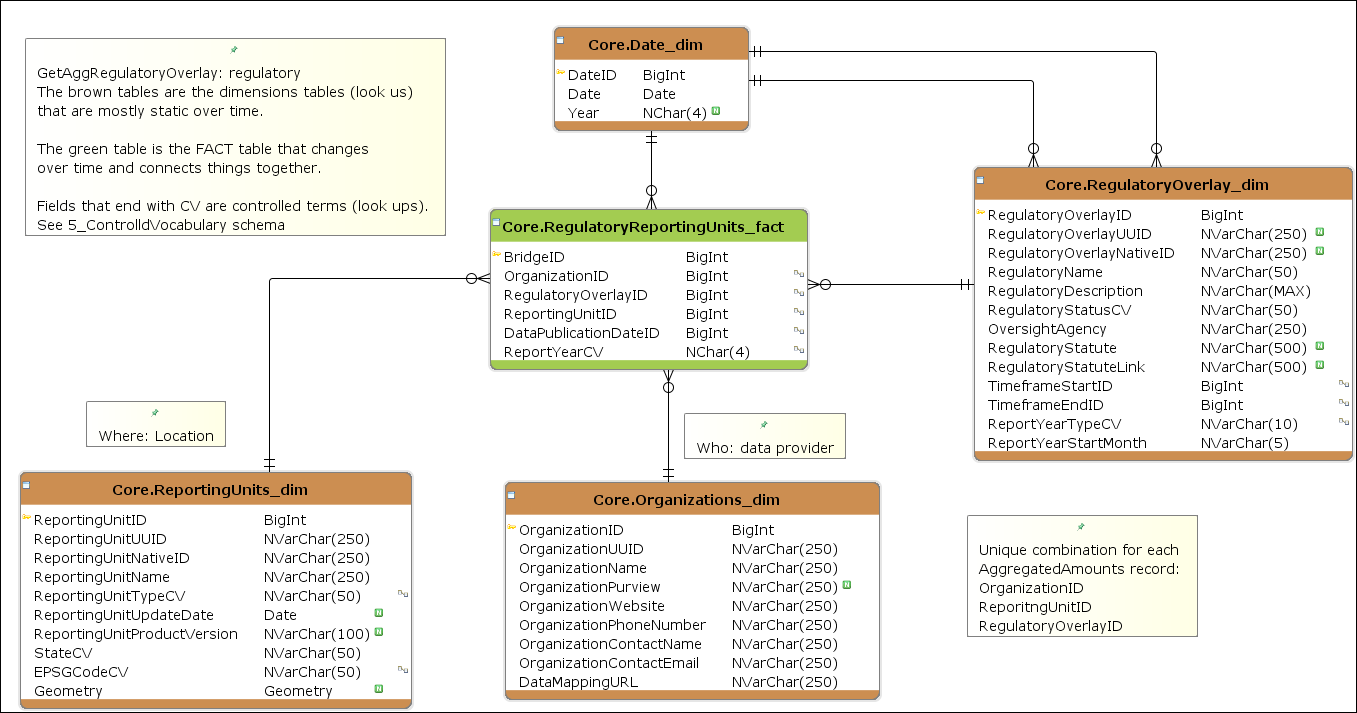 GetAggRegulatoryOverlay: regulatory
The brown tables are the dimensions tables (look us)
that are mostly static over time.
The green table is the FACT table that changes
over time and connects things together.
Fields that end with CV are controlled terms (look ups).
See 5_ControlldVocabulary schema
Core.Date_dim
DateID BigInt
Date Date
Year NChar(4) N
Core.RegulatoryOverlay_dim
RegulatoryOverlayID BigInt
RegulatoryOverlayUUID NVarChar(250) N
RegulatoryOverlayNativeID NVarChar(250) N
RegulatoryName NVarChar(50)
RegulatoryDescription NVarChar(MAX)
RegulatoryStatusCV NVarChar(50)
OversightAgency NVarChar(250)
RegulatoryStatute NVarChar(500) N
RegulatoryStatuteLink NVarChar(500) N
TimeframeStartID BigInt
TimeframeEndID BigInt
ReportYearTypeCV NVarChar(10)
ReportYearStartMonth NVarChar(5)
Core.RegulatoryReportingUnits_fact
BridgeID BigInt
OrganizationID BigInt
RegulatoryOverlayID BigInt
ReportingUnitID BigInt
DataPublicationDateID BigInt
ReportYearCV NChar(4)
Where: Location
Who: data provider
Core.ReportingUnits_dim
ReportingUnitID BigInt
ReportingUnitUUID NVarChar(250)
ReportingUnitNativeID NVarChar(250)
ReportingUnitName NVarChar(250)
ReportingUnitTypeCV NVarChar(50)
ReportingUnitUpdateDate Date N
ReportingUnitProductVersion NVarChar(100) N
StateCV NVarChar(50)
EPSGCodeCV NVarChar(50)
Geometry Geometry N
Core.Organizations_dim
OrganizationID BigInt
OrganizationUUID NVarChar(250)
OrganizationName NVarChar(250)
OrganizationPurview NVarChar(250) N
OrganizationWebsite NVarChar(250)
OrganizationPhoneNumber NVarChar(250)
OrganizationContactName NVarChar(250)
OrganizationContactEmail NVarChar(250)
DataMappingURL NVarChar(250)
Unique combination for each
AggregatedAmounts record:
OrganizationID
ReporitngUnitID
RegulatoryOverlayID